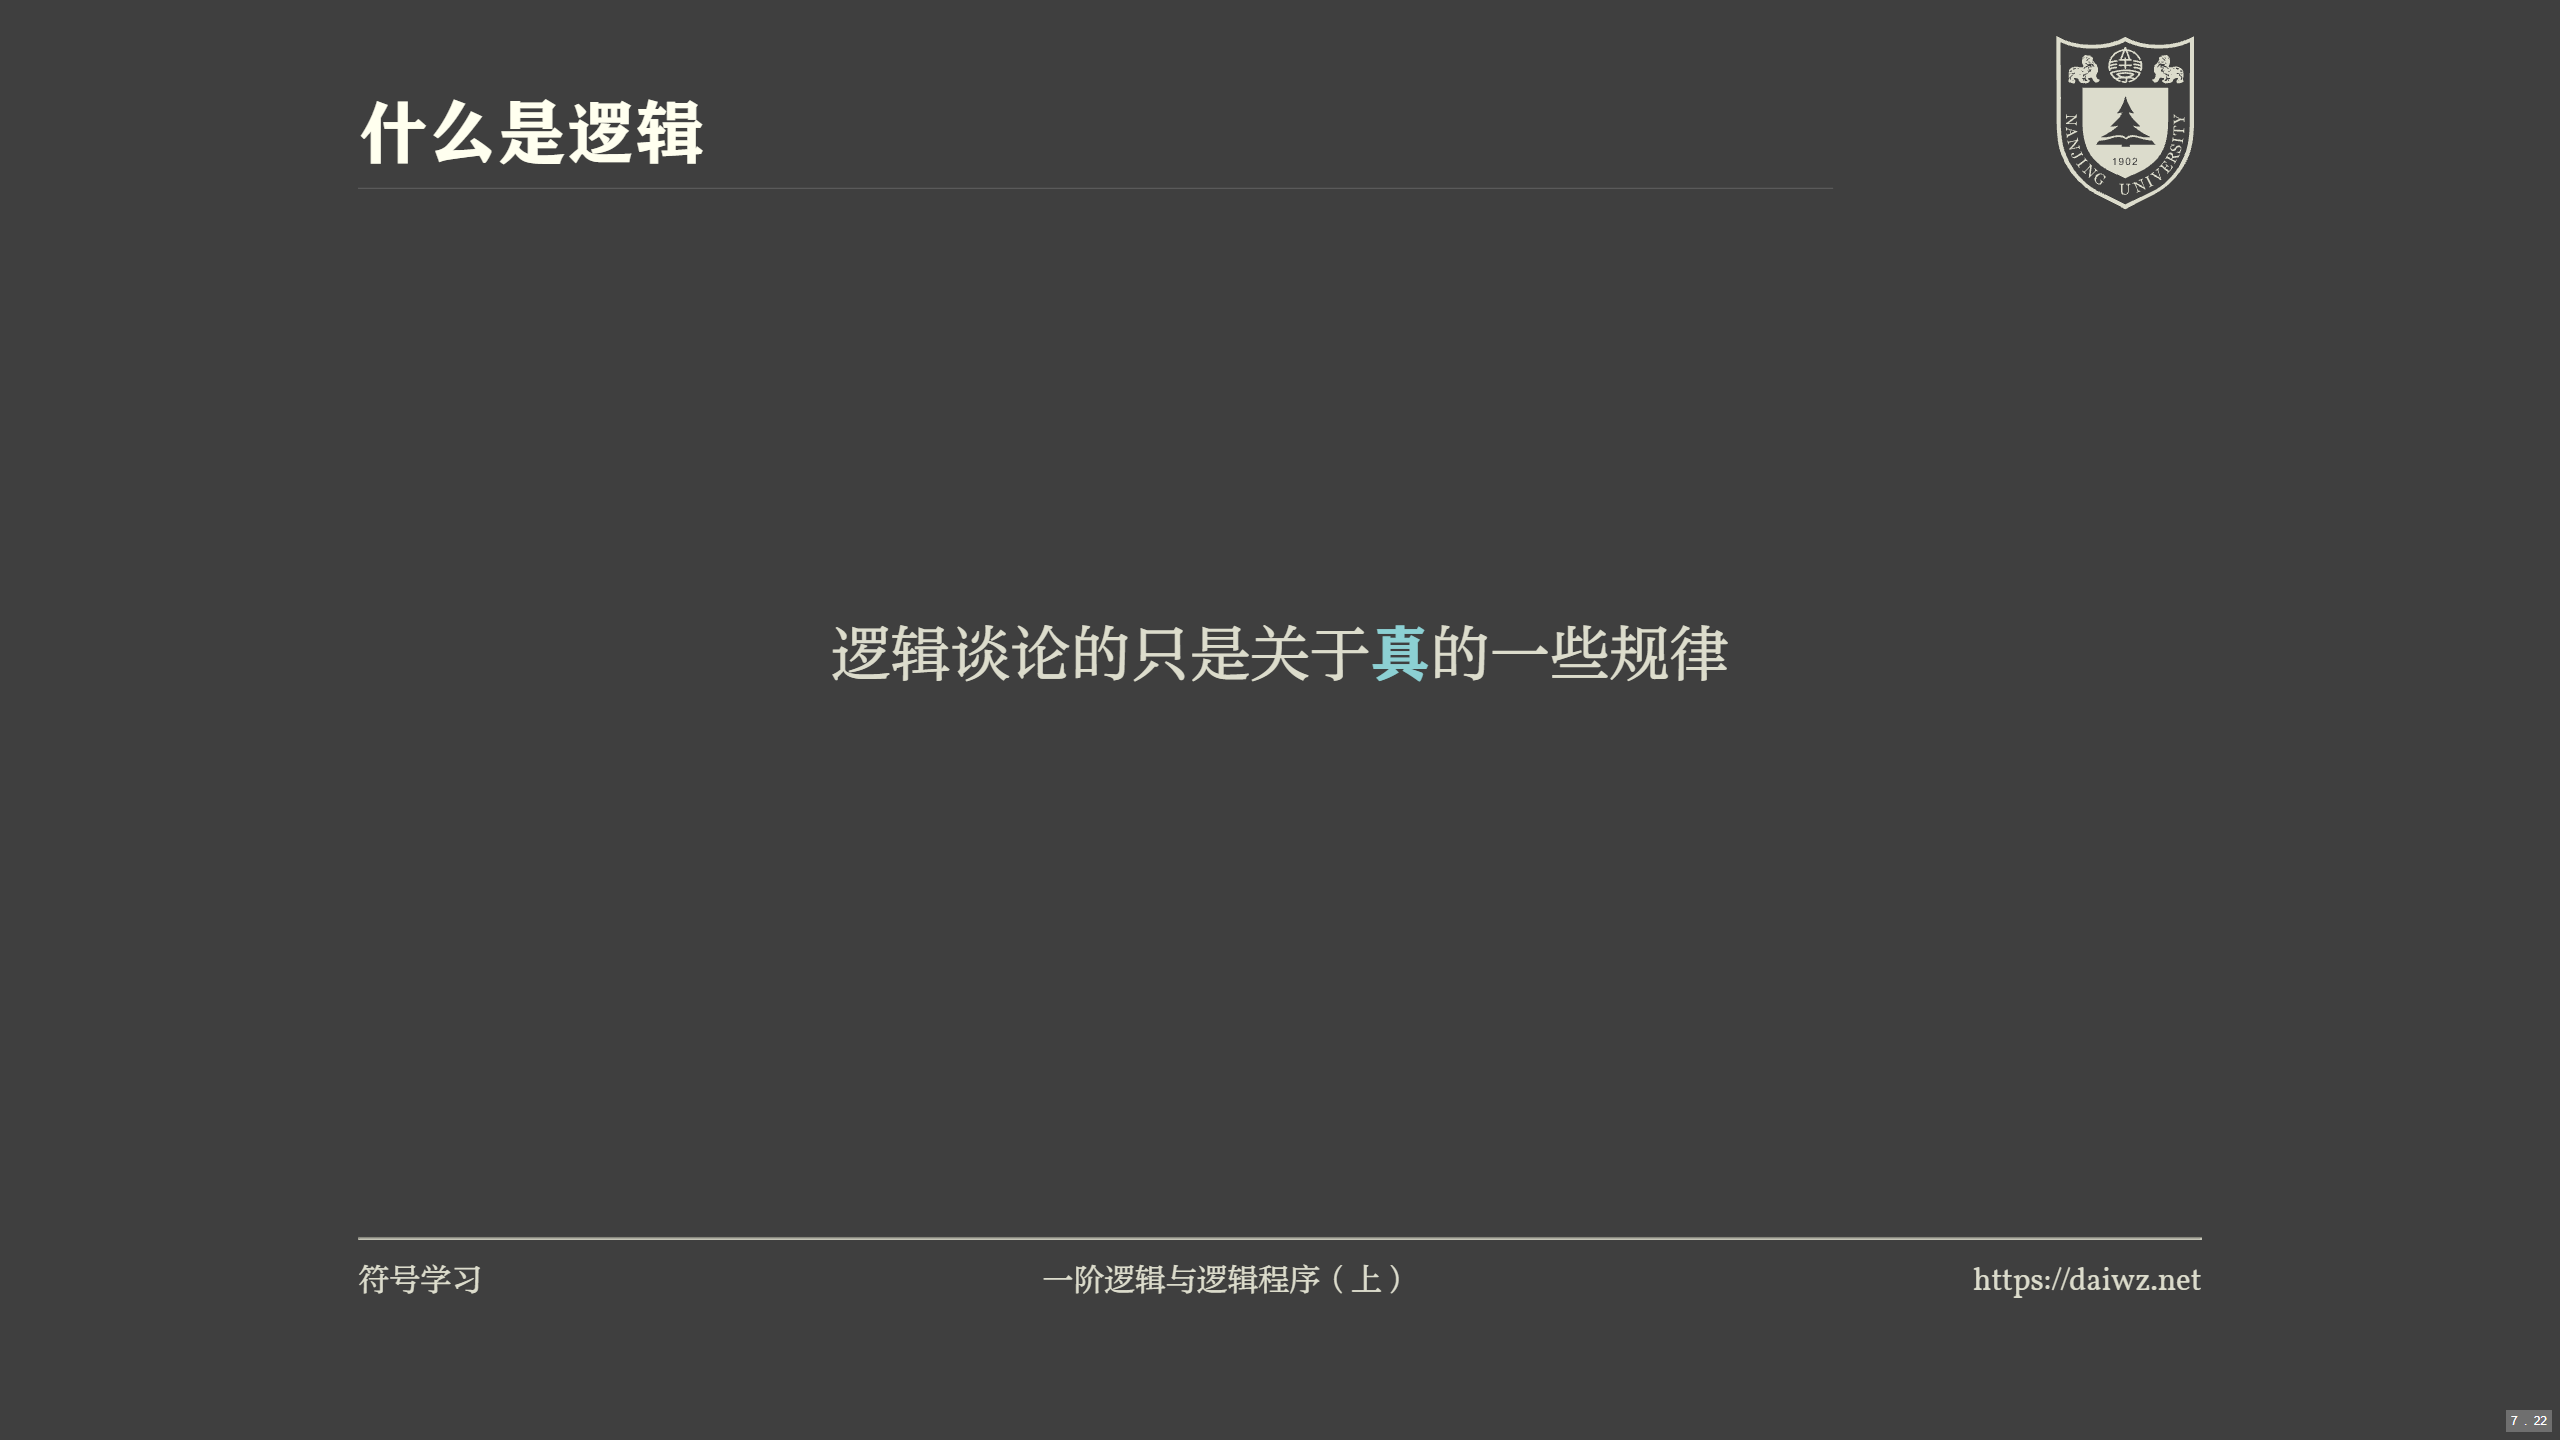 什么是逻辑
NANJING UNIVERSITY
1902
逻辑谈论的只是关于真的一些规律
符号学习
一阶逻辑与逻辑程序（上）
https://daiwz.net
7 . 22